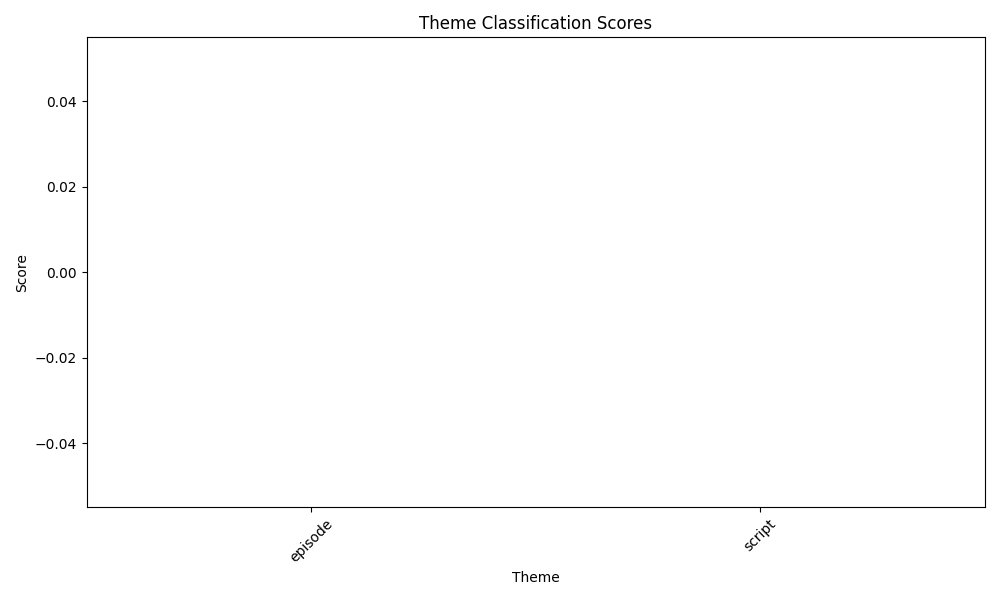 Theme Classification Scores
Score
0.04
0.02
0.00
−0.02
−0.04
episode
script
Theme